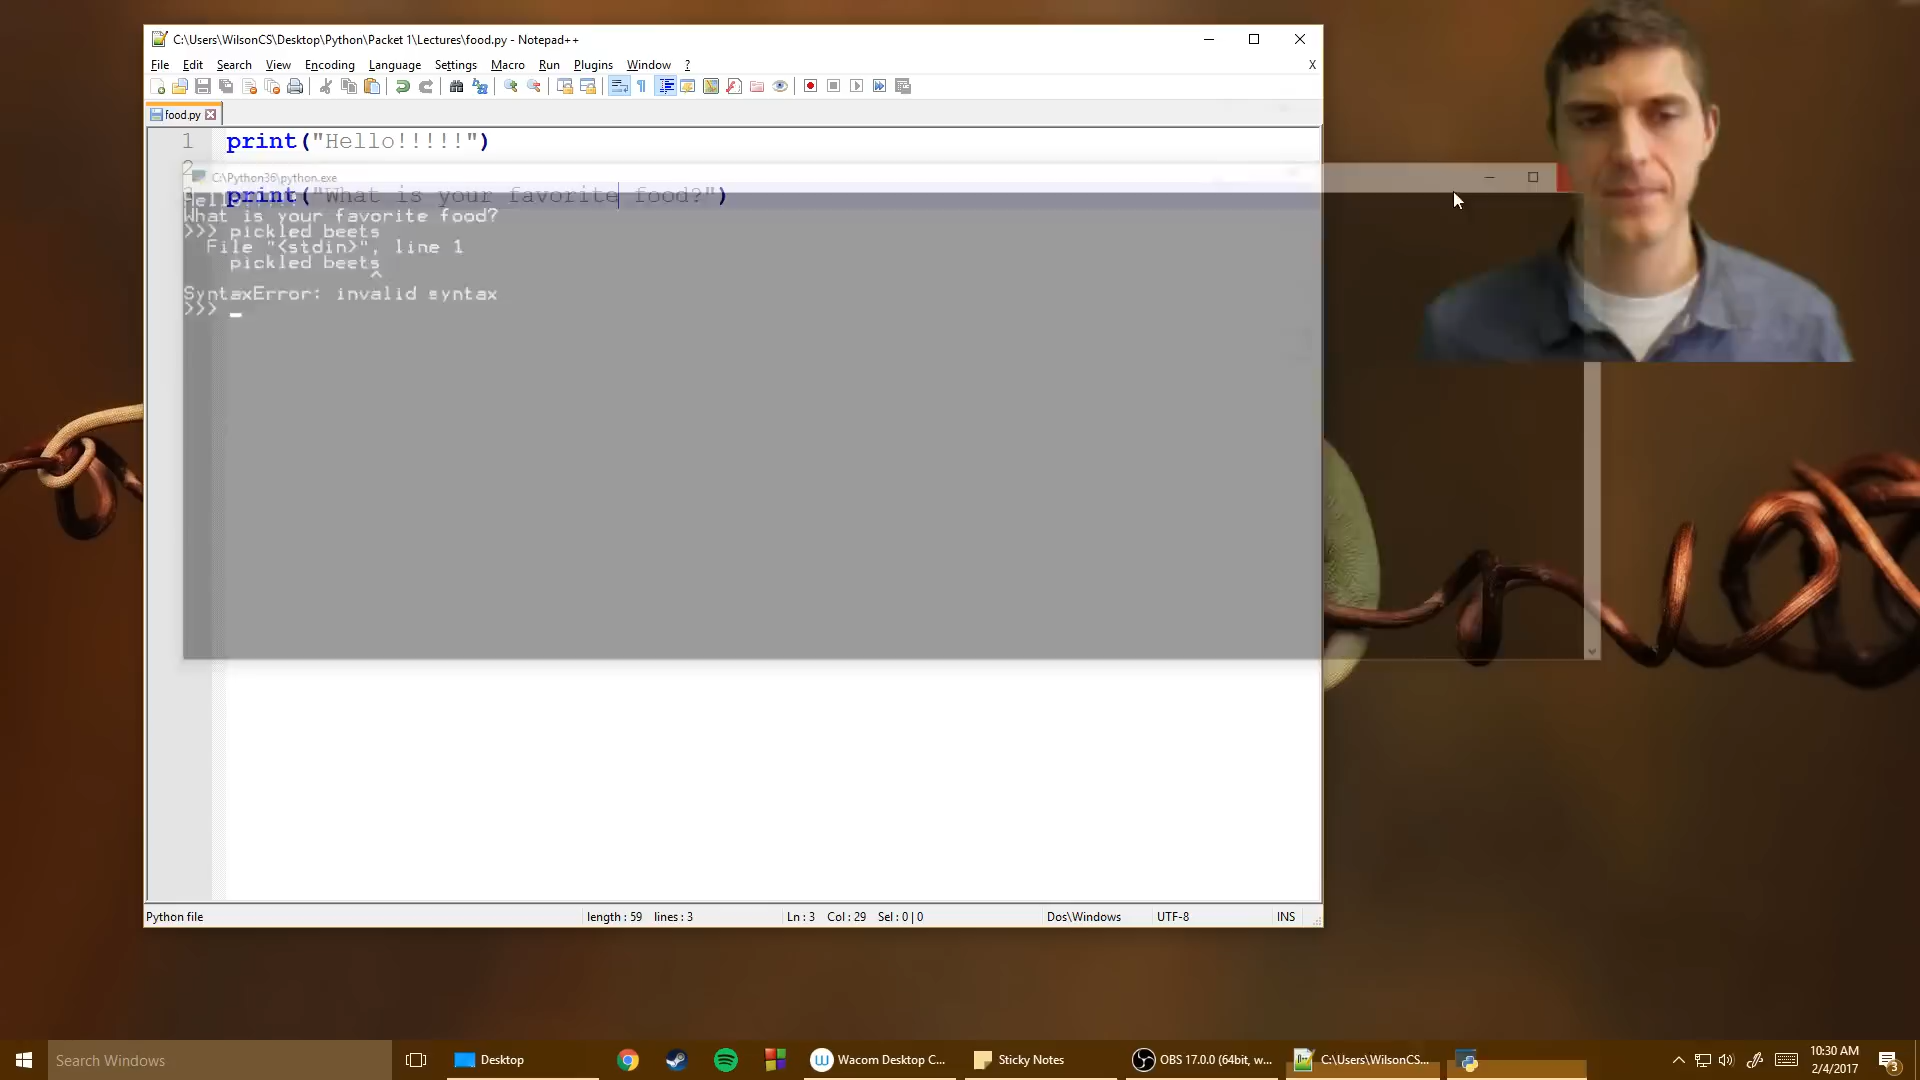 C:\Users\WilsonCS\Desktop\Python\Packet 1\Lectures\food.py - Notepad++
File Edit Search View Encoding Language Settings Macro Run Plugins Window ? X
food.py
1 print("Hello!!!!!")
2
C:\Python36\python.exe
3 print("What is your favorite food?")
Hello!!!!!
What is your favorite food?
>>> pickled beets
File "<stdin>", line 1
pickled beets
^
SyntaxError: invalid syntax
>>> _
Python file length : 59 lines : 3 Ln : 3 Col : 29 Sel : 0 | 0 Dos\Windows UTF-8 INS
Search Windows Desktop Wacom Desktop C... Sticky Notes OBS 17.0.0 (64bit, w... C:\Users\WilsonCS... 10:30 AM
2/4/2017
3